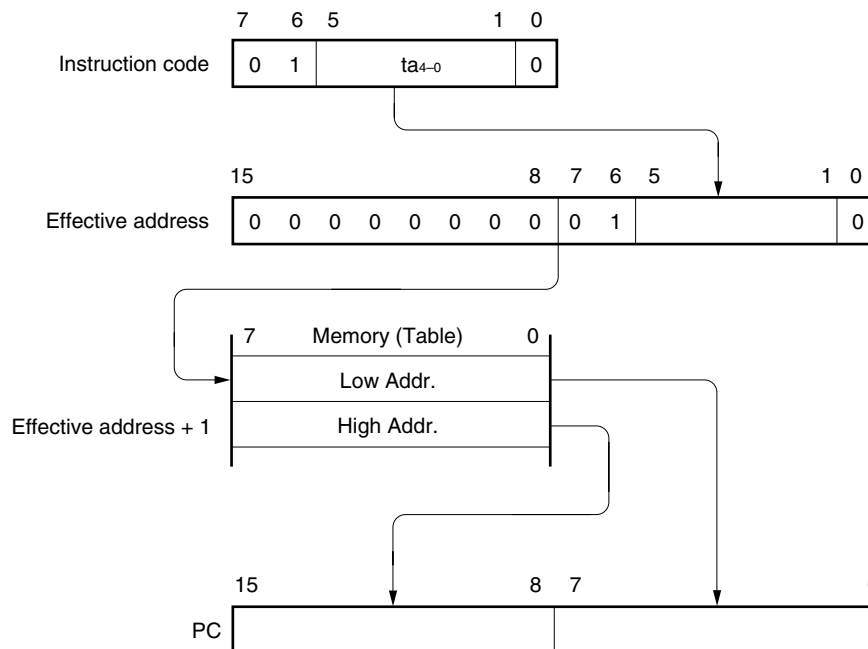 7 6 5 1 0
Instruction code 0 1 ta4–0 0
15 8 7 6 5 1 0
Effective address 0 0 0 0 0 0 0 0 0 1 0
7 Memory (Table) 0
Low Addr.
Effective address + 1 High Addr.
15 8 7
PC